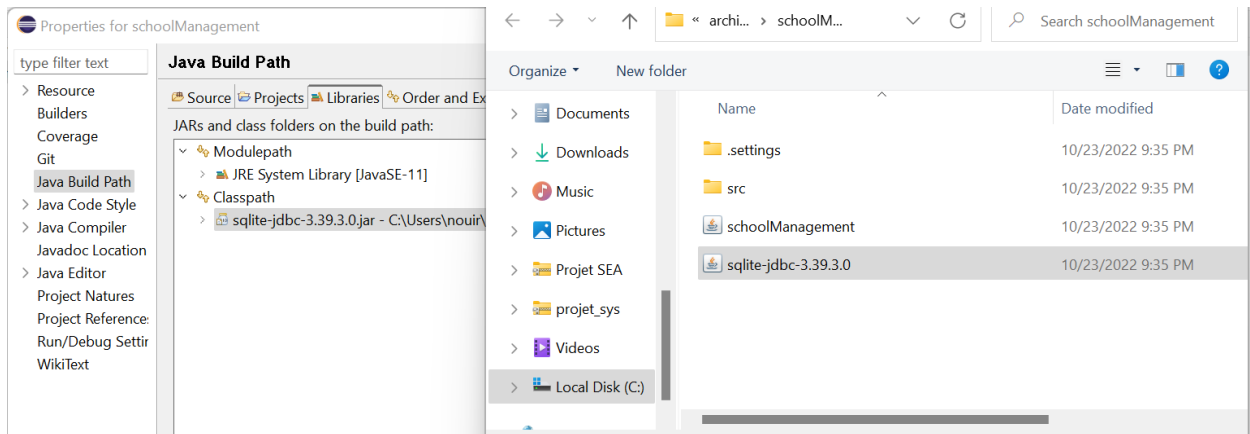 Properties for schoolManagement
type filter text
Resource
Builders
Coverage
Git
Java Build Path
Java Code Style
Java Compiler
Javadoc Location
Java Editor
Project Natures
Project References
Run/Debug Settir
WikiText
Java Build Path
Source Projects Libraries Order and Ex
JARs and class folders on the build path:
Modulepath
JRE System Library [JavaSE-11]
Classpath
sqlite-jdbc-3.39.3.0.jar - C:\Users\nouir\
« archi... › schoolM...
Search schoolManagement
Organize New folder
Documents
Downloads
Music
Pictures
Projet SEA
projet_sys
Videos
Local Disk (C:)
Name Date modified
.settings 10/23/2022 9:35 PM
src 10/23/2022 9:35 PM
schoolManagement 10/23/2022 9:35 PM
sqlite-jdbc-3.39.3.0 10/23/2022 9:35 PM